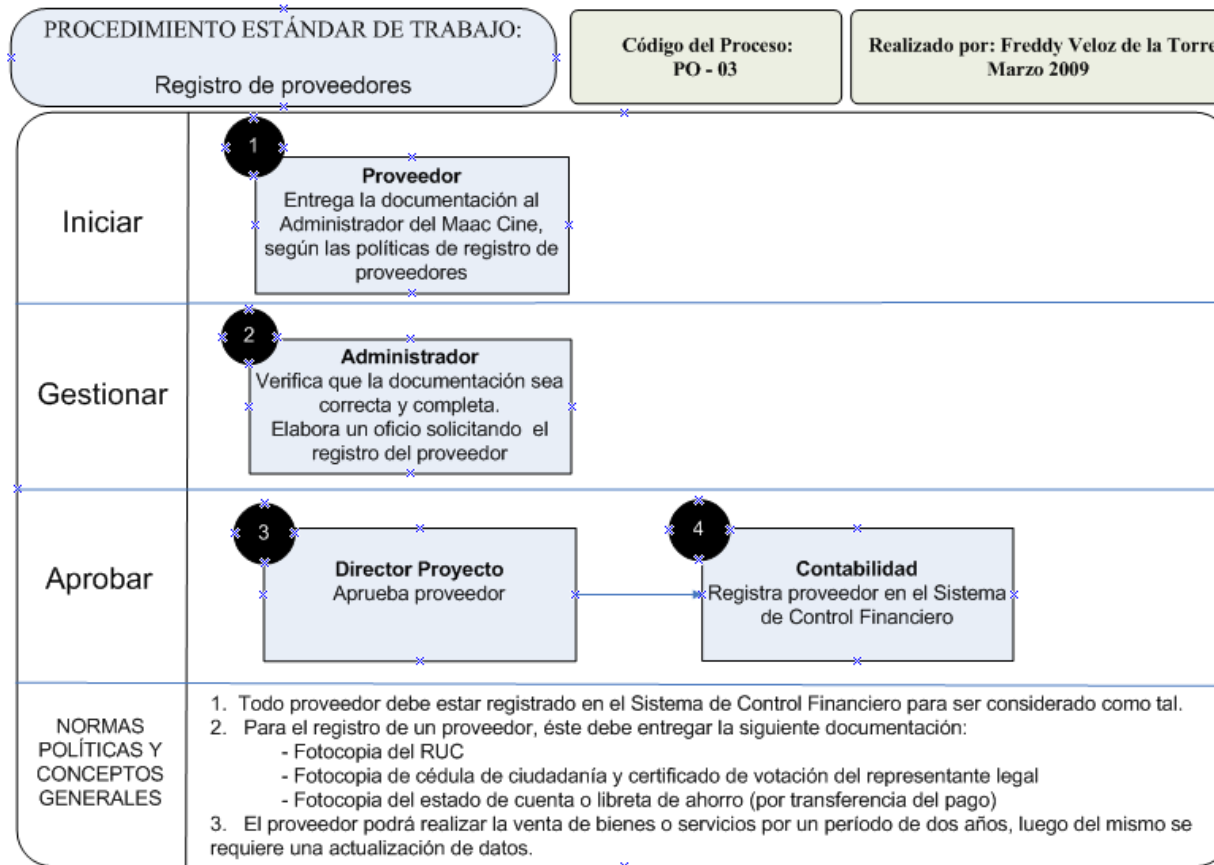 PROCEDIMIENTO ESTÁNDAR DE TRABAJO:
Registro de proveedores
Código del Proceso:
PO - 03
Realizado por: Freddy Veloz de la Torre
Marzo 2009
Iniciar
1
Proveedor
Entrega la documentación al
Administrador del Maac Cine,
según las políticas de registro de
proveedores
Gestionar
2
Administrador
Verifica que la documentación sea
correcta y completa.
Elabora un oficio solicitando el
registro del proveedor
Aprobar
3
Director Proyecto
Aprueba proveedor
4
Contabilidad
Registra proveedor en el Sistema
de Control Financiero
NORMAS
POLÍTICAS Y
CONCEPTOS
GENERALES
1. Todo proveedor debe estar registrado en el Sistema de Control Financiero para ser considerado como tal.
2. Para el registro de un proveedor, éste debe entregar la siguiente documentación:
- Fotocopia del RUC
- Fotocopia de cédula de ciudadanía y certificado de votación del representante legal
- Fotocopia del estado de cuenta o libreta de ahorro (por transferencia del pago)
3. El proveedor podrá realizar la venta de bienes o servicios por un período de dos años, luego del mismo se
requiere una actualización de datos.